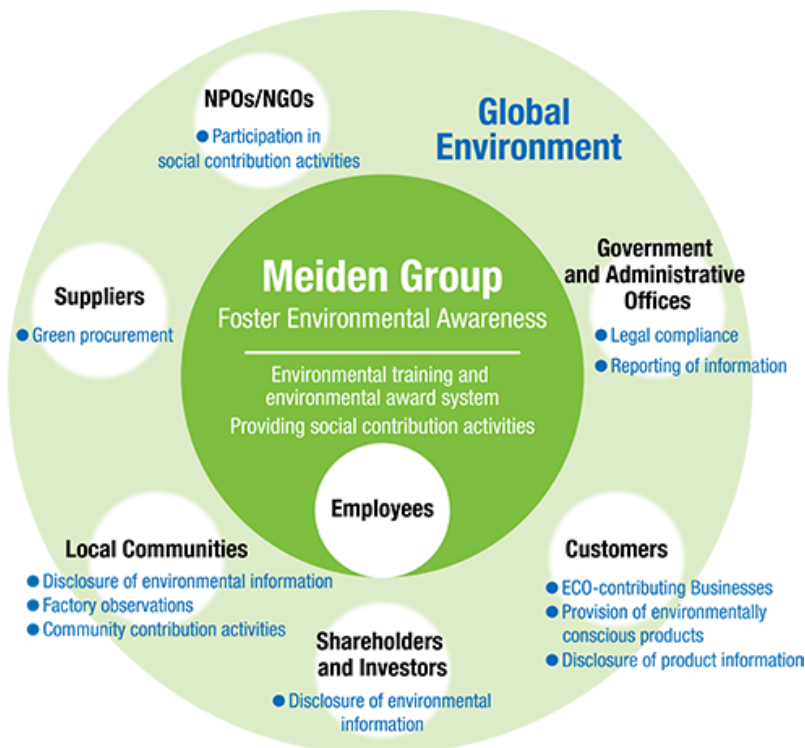 NPOs/NGOs
● Participation in
social contribution activities
Global
Environment
Government
and Administrative
Offices
● Legal compliance
● Reporting of information
Suppliers
● Green procurement
Meiden Group
Foster Environmental Awareness
Environmental training and
environmental award system
Providing social contribution activities
Employees
Local Communities
● Disclosure of environmental information
● Factory observations
● Community contribution activities
Customers
● ECO-contributing Businesses
● Provision of environmentally
conscious products
● Disclosure of product information
Shareholders
and Investors
● Disclosure of environmental
information